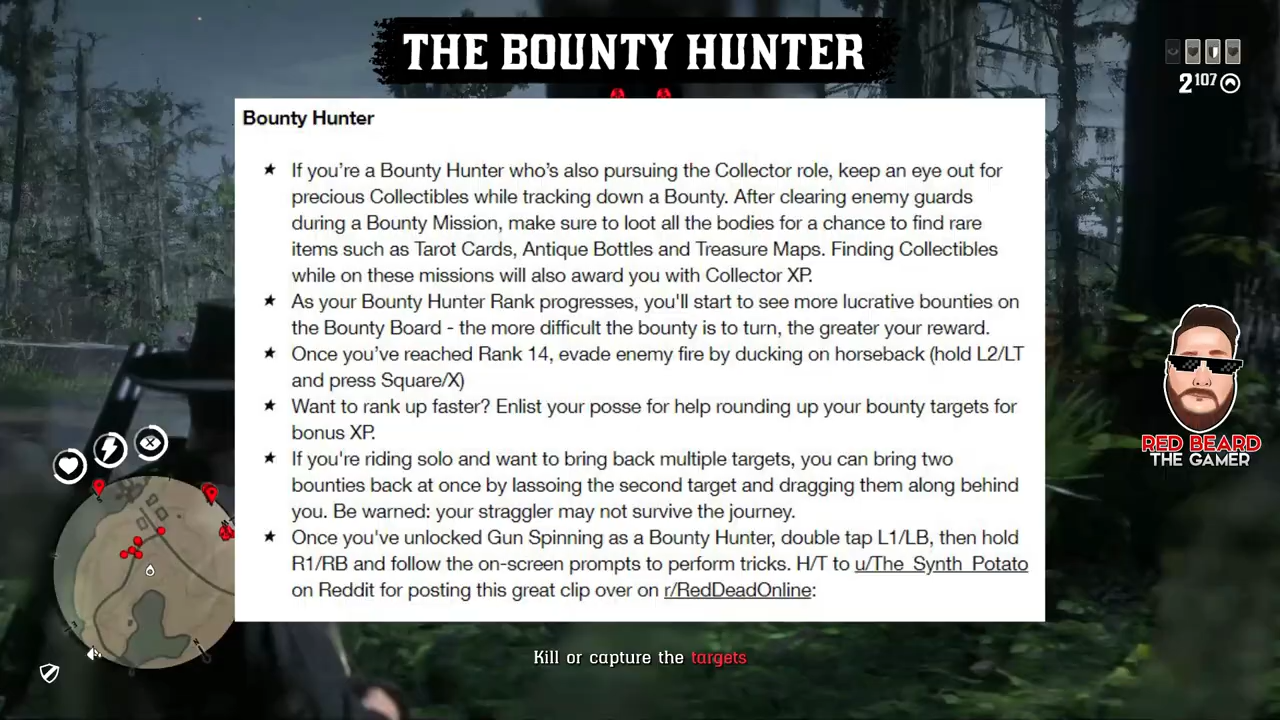 THE BOUNTY HUNTER
2107
Bounty Hunter
★ If you're a Bounty Hunter who's also pursuing the Collector role, keep an eye out for
precious Collectibles while tracking down a Bounty. After clearing enemy guards
during a Bounty Mission, make sure to loot all the bodies for a chance to find rare
items such as Tarot Cards, Antique Bottles and Treasure Maps. Finding Collectibles
while on these missions will also award you with Collector XP.
★ As your Bounty Hunter Rank progresses, you'll start to see more lucrative bounties on
the Bounty Board - the more difficult the bounty is to turn, the greater your reward.
★ Once you've reached Rank 14, evade enemy fire by ducking on horseback (hold L2/LT
and press Square/X)
★ Want to rank up faster? Enlist your posse for help rounding up your bounty targets for
bonus XP.
★ If you're riding solo and want to bring back multiple targets, you can bring two
bounties back at once by lassoing the second target and dragging them along behind
you. Be warned: your straggler may not survive the journey.
★ Once you've unlocked Gun Spinning as a Bounty Hunter, double tap L1/LB, then hold
R1/RB and follow the on-screen prompts to perform tricks. H/T to u/The_Synth_Potato
on Reddit for posting this great clip over on r/RedDeadOnline:
RED BEARD
THE GAMER
Kill or capture the targets